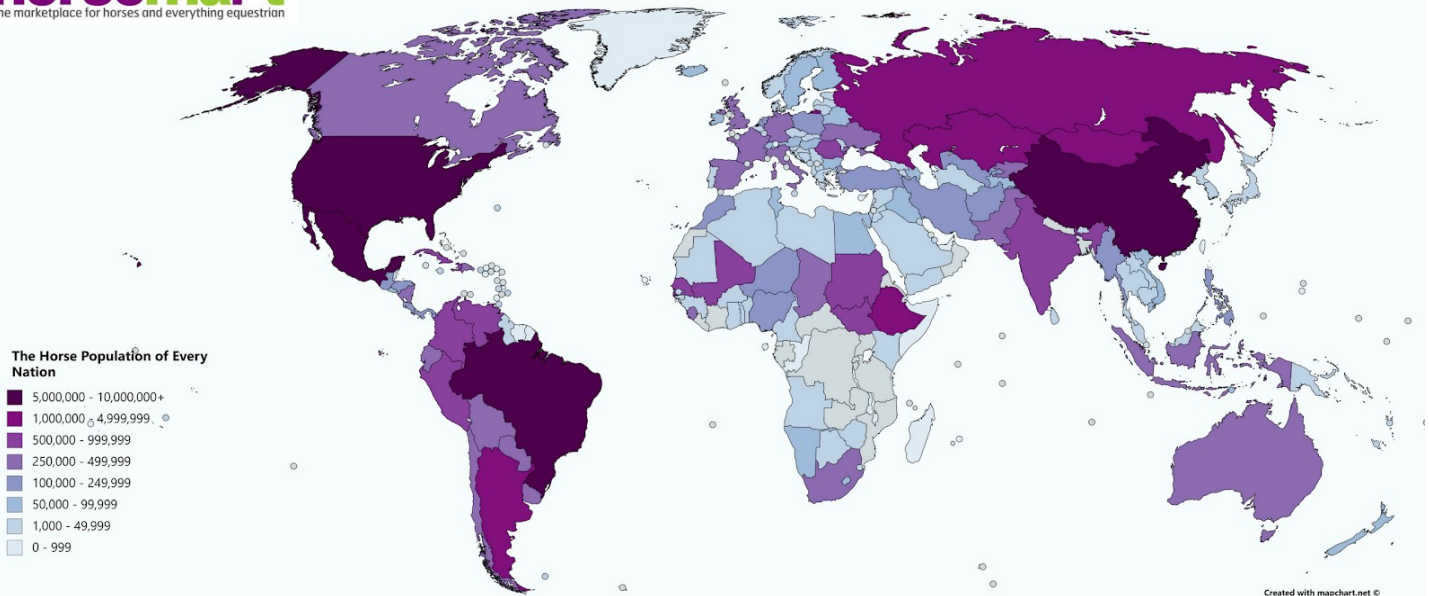 he marketplace for horses and everything equestrian
The Horse Population of Every
Nation
5,000,000 - 10,000,000+
1,000,000 - 4,999,999
500,000 - 999,999
250,000 - 499,999
100,000 - 249,999
50,000 - 99,999
1,000 - 49,999
0 - 999
Created with mapchart.net ©